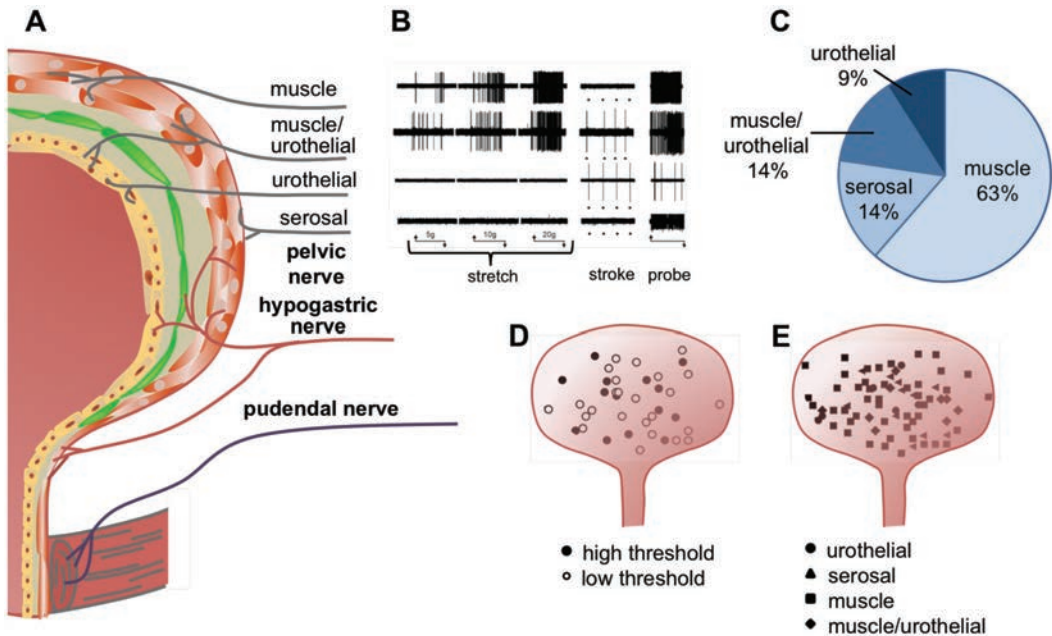 A
muscle
muscle/
urothelial
urothelial
serosal
pelvic
nerve
hypogastric
nerve
pudendal nerve
B
5g
10g
20g
stretch
stroke
probe
C
urothelial
9%
muscle/
urothelial
14%
serosal
14%
muscle
63%
D
high threshold
low threshold
E
urothelial
serosal
muscle
muscle/urothelial